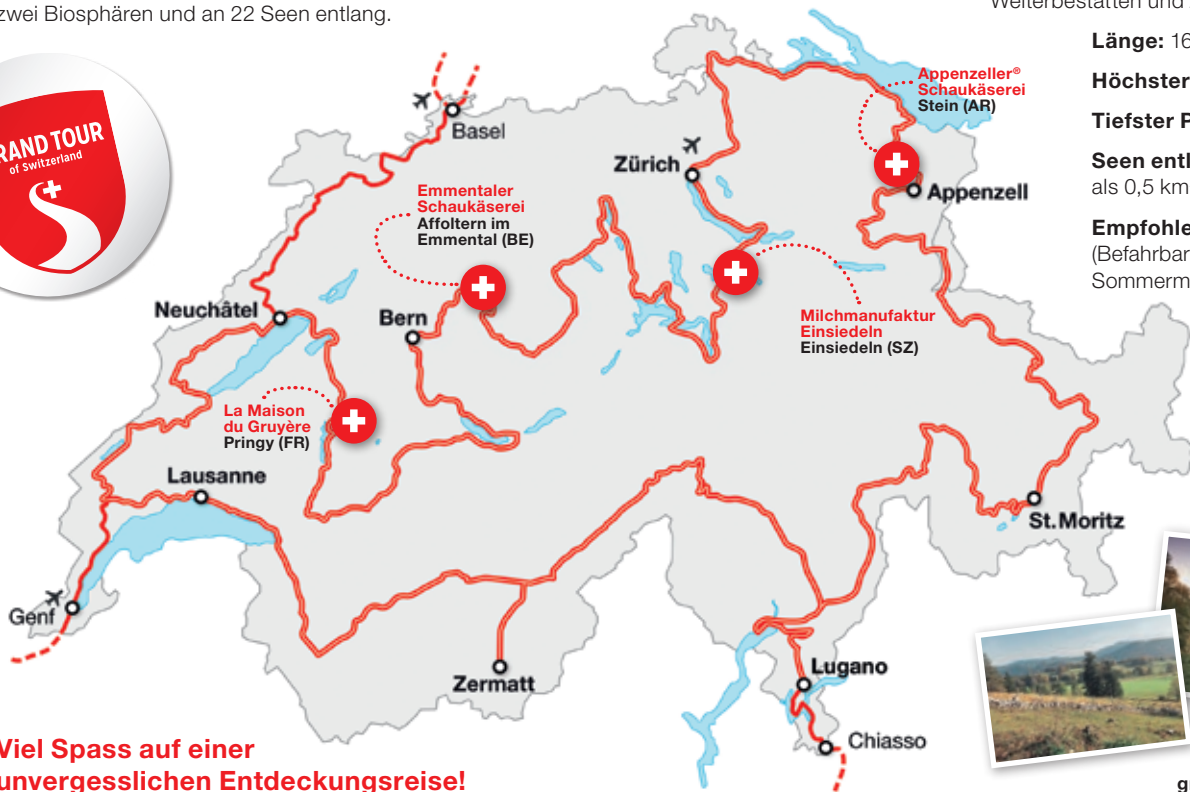 zwei Biosphären und an 22 Seen entlang.
Länge: 16
Höchster
Tiefster P
Seen entl
als 0,5 km
Empfohle
(Befahrbar
Sommerm
RAND TOUR
of Switzerland
Basel
Zürich
Appenzeller®
Schaukäserei
Stein (AR)
Appenzell
Emmentaler
Schaukäserei
Affoltern im
Emmental (BE)
Neuchâtel
Bern
Milchmanufaktur
Einsiedeln
Einsiedeln (SZ)
La Maison
du Gruyère
Pringy (FR)
Lausanne
St. Moritz
Genf
Zermatt
Lugano
Chiasso
Viel Spass auf einer
unvergesslichen Entdeckungsreise!
g